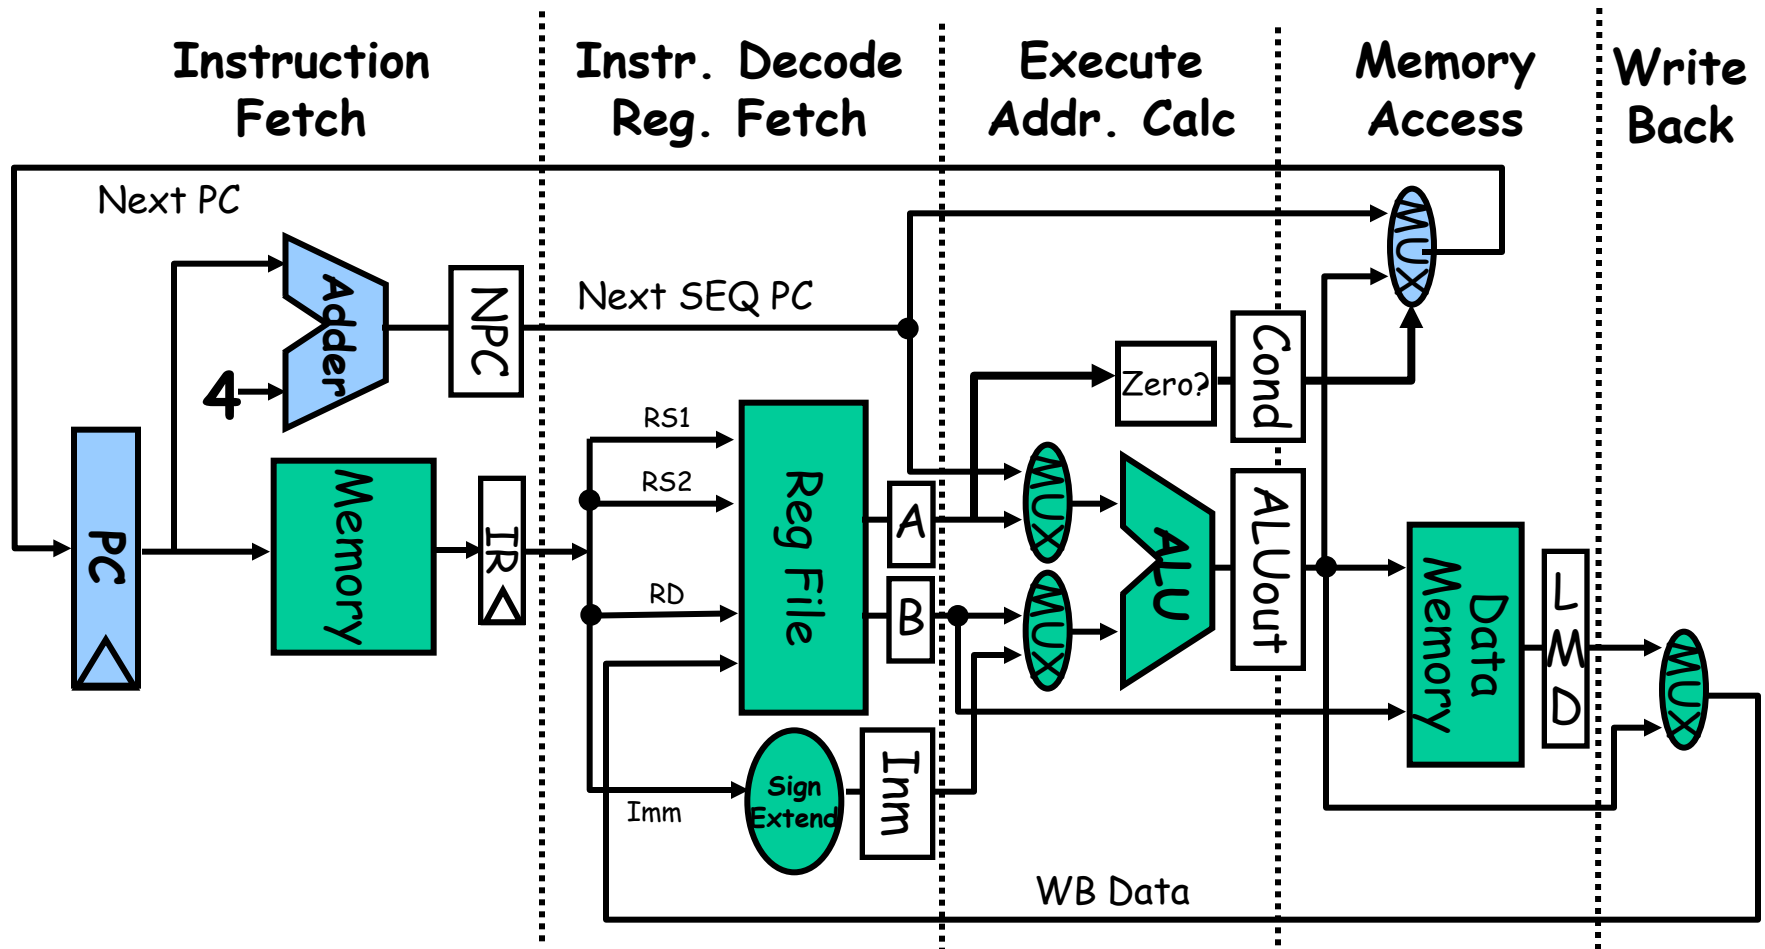 Instruction
Fetch
Instr. Decode
Reg. Fetch
Execute
Addr. Calc
Memory
Access
Write
Back
Next PC
MUX
Adder
NPC
Next SEQ PC
4
Zero?
Cond
PC
Memory
IR
RS1
RS2
RD
Reg File
A
B
MUX
MUX
ALU
ALUout
Data
Memory
L
M
D
MUX
Sign
Extend
Imm
Inm
WB Data